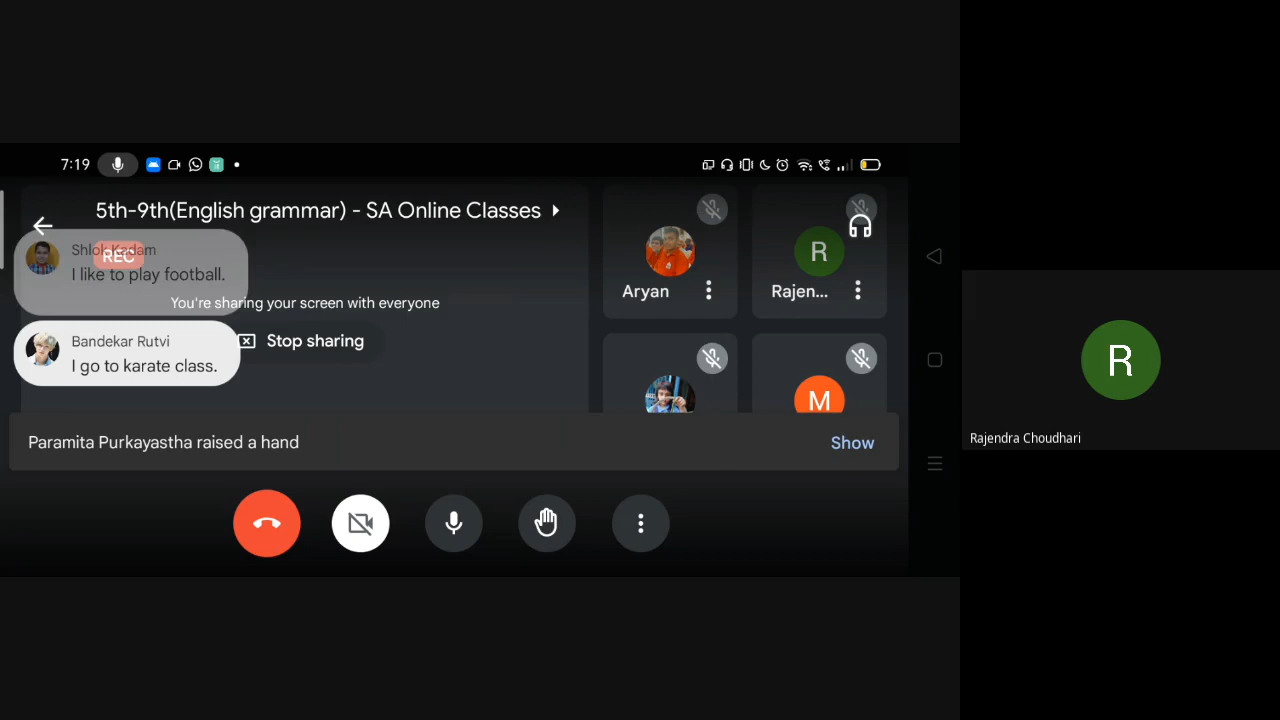 7:19
5th-9th(English grammar) - SA Online Classes
Shlok Kadam
REC
I like to play football.
You're sharing your screen with everyone
Bandekar Rutvi
Stop sharing
I go to karate class.
Aryan
R
Rajen...
M
Paramita Purkayastha raised a hand
Show
R
Rajendra Choudhari